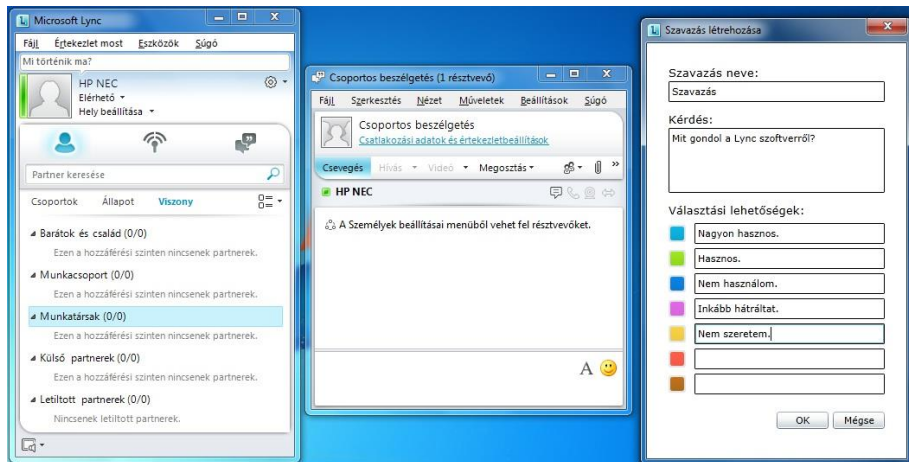 Microsoft Lync
Fájl Értekezlet most Eszközök Súgó
Mi történik ma?
HP NEC
Elérhető
Hely beállítása
Partner keresése
Csoportok Állapot Viszony
Barátok és család (0/0)
Ezen a hozzáférési szinten nincsenek partnerek.
Munkacsoport (0/0)
Ezen a hozzáférési szinten nincsenek partnerek.
Munkatársak (0/0)
Ezen a hozzáférési szinten nincsenek partnerek.
Külső partnerek (0/0)
Ezen a hozzáférési szinten nincsenek partnerek.
Letiltott partnerek (0/0)
Nincsenek letiltott partnerek.
Csoportos beszélgetés (1 résztvevő)
Fájl Szerkesztés Nézet Műveletek Beállítások Súgó
Csoportos beszélgetés
Csatlakozási adatok és értekezletbeállítások
Csevegés Hívás Videó Megosztás »
HP NEC
A Személyek beállításai menüből vehet fel résztvevőket.
A
Szavazás létrehozása
Szavazás neve:
Szavazás
Kérdés:
Mit gondol a Lync szoftverről?
Választási lehetőségek:
Nagyon hasznos.
Hasznos.
Nem használom.
Inkább hátráltat.
Nem szeretem.
OK Mégse